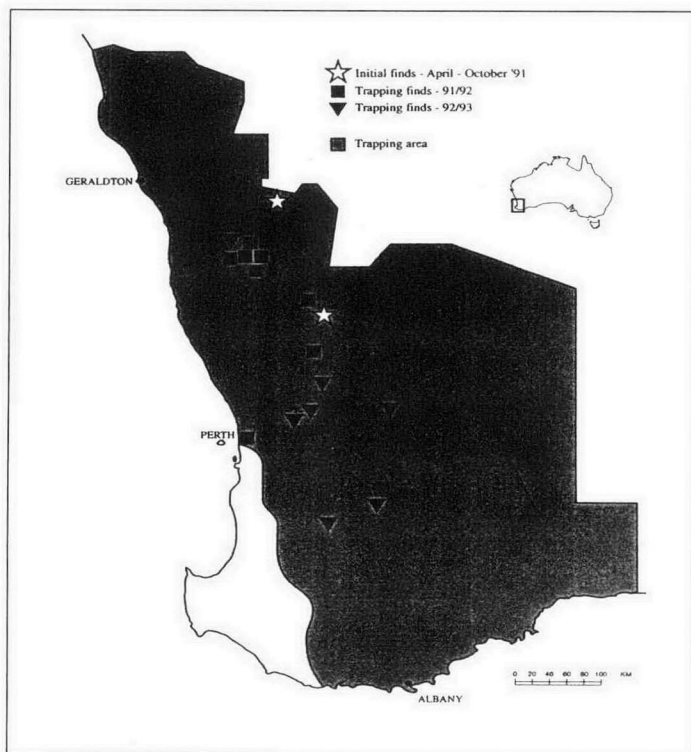 Initial finds - April - October '91
Trapping finds - 91/92
Trapping finds - 92/93
Trapping area
GERALDTON
PERTH
0 20 40 60 80 100 KM
ALBANY